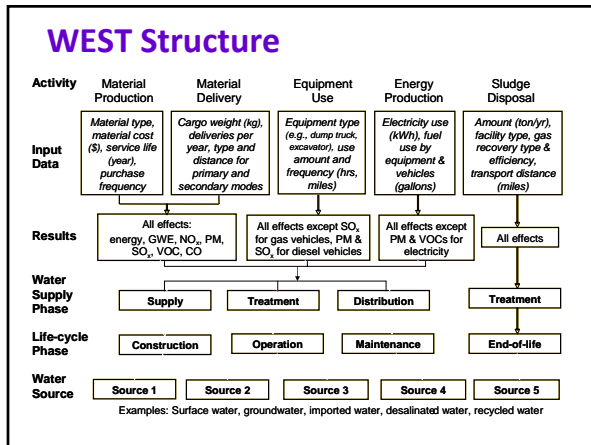 WEST Structure
Activity
Material
Production
Material
Delivery
Equipment
Use
Energy
Production
Sludge
Disposal
Input
Data
Material type,
material cost
($), service life
(year),
purchase
frequency
Cargo weight (kg),
deliveries per
year, type and
distance for
primary and
secondary modes
Equipment type
(e.g., dump truck,
excavator), use
amount and
frequency (hrs,
miles)
Electricity use
(kWh), fuel
use by
equipment &
vehicles
(gallons)
Amount (ton/yr),
facility type, gas
recovery type &
efficiency,
transport distance
(miles)
Results
All effects:
energy, GWE, NOx, PM,
SOx, VOC, CO
All effects except SOx
for gas vehicles, PM &
SOx for diesel vehicles
All effects except
PM & VOCs for
electricity
All effects
Water
Supply
Phase
Supply
Treatment
Distribution
Treatment
Life-cycle
Phase
Construction
Operation
Maintenance
End-of-life
Water
Source
Source 1
Source 2
Source 3
Source 4
Source 5
Examples: Surface water, groundwater, imported water, desalinated water, recycled water